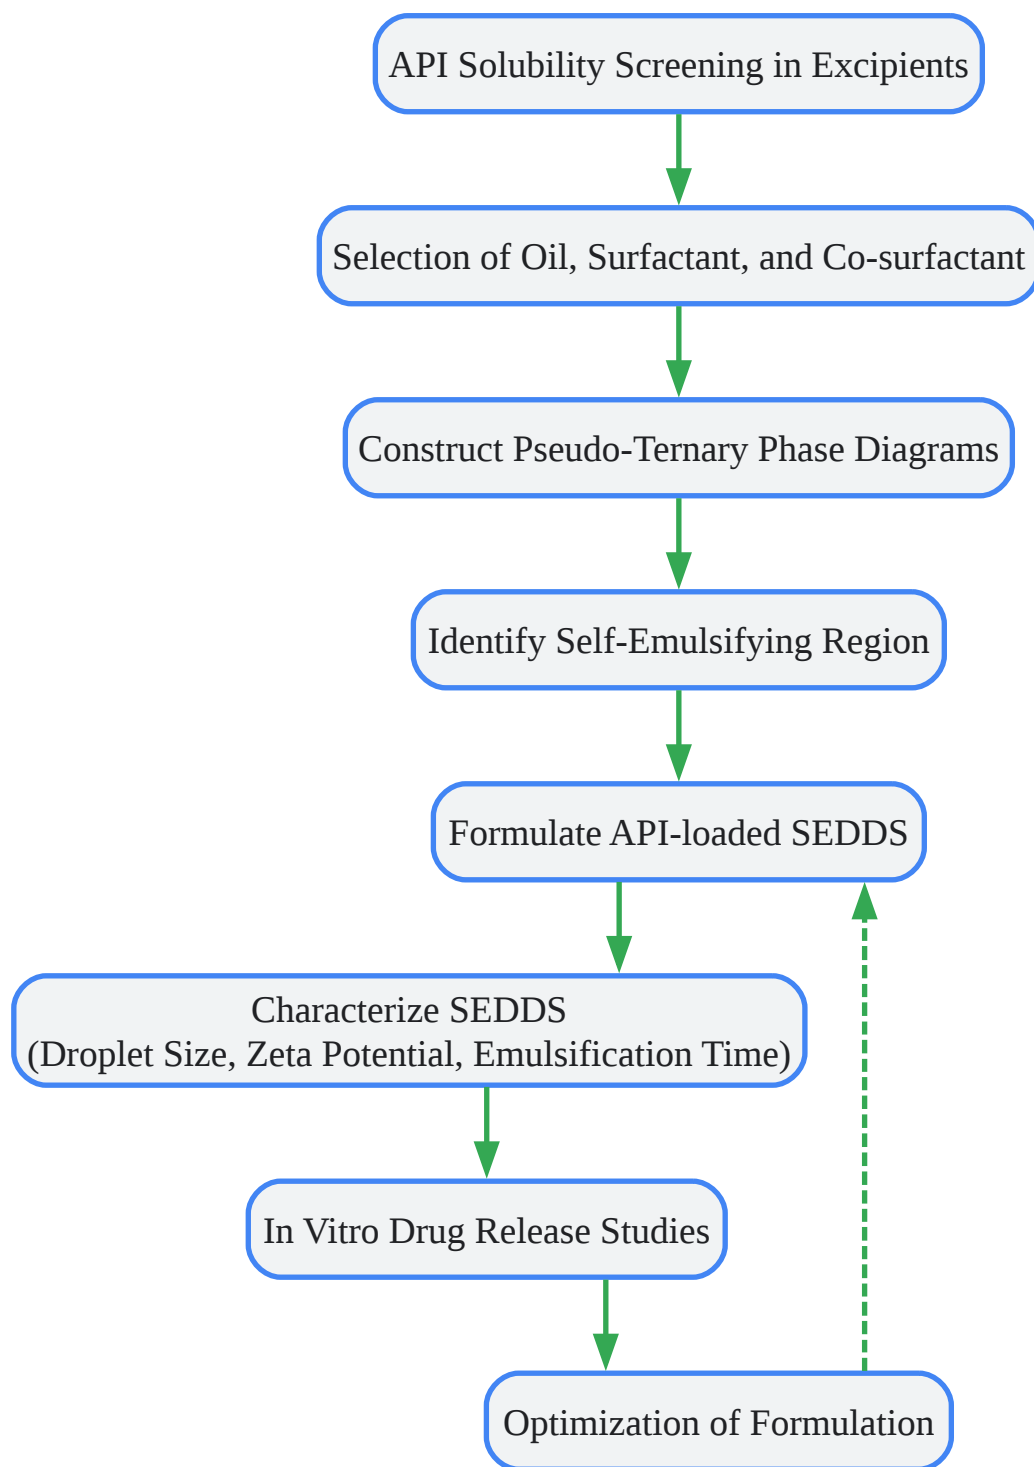 API Solubility Screening in Excipients
Selection of Oil, Surfactant, and Co-surfactant
Construct Pseudo-Ternary Phase Diagrams
Identify Self-Emulsifying Region
Formulate API-loaded SEDDS
Characterize SEDDS
(Droplet Size, Zeta Potential, Emulsification Time)
In Vitro Drug Release Studies
Optimization of Formulation